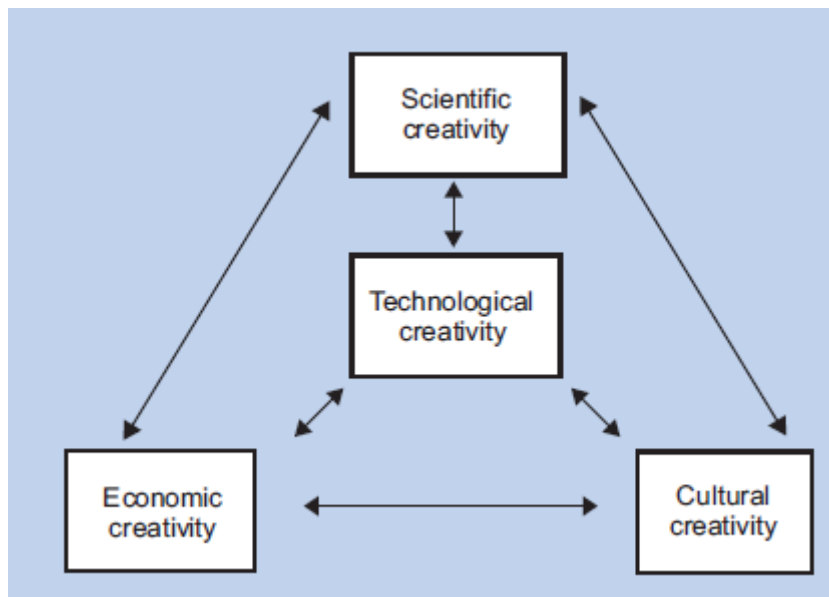 Scientific
creativity
Technological
creativity
Economic
creativity
Cultural
creativity